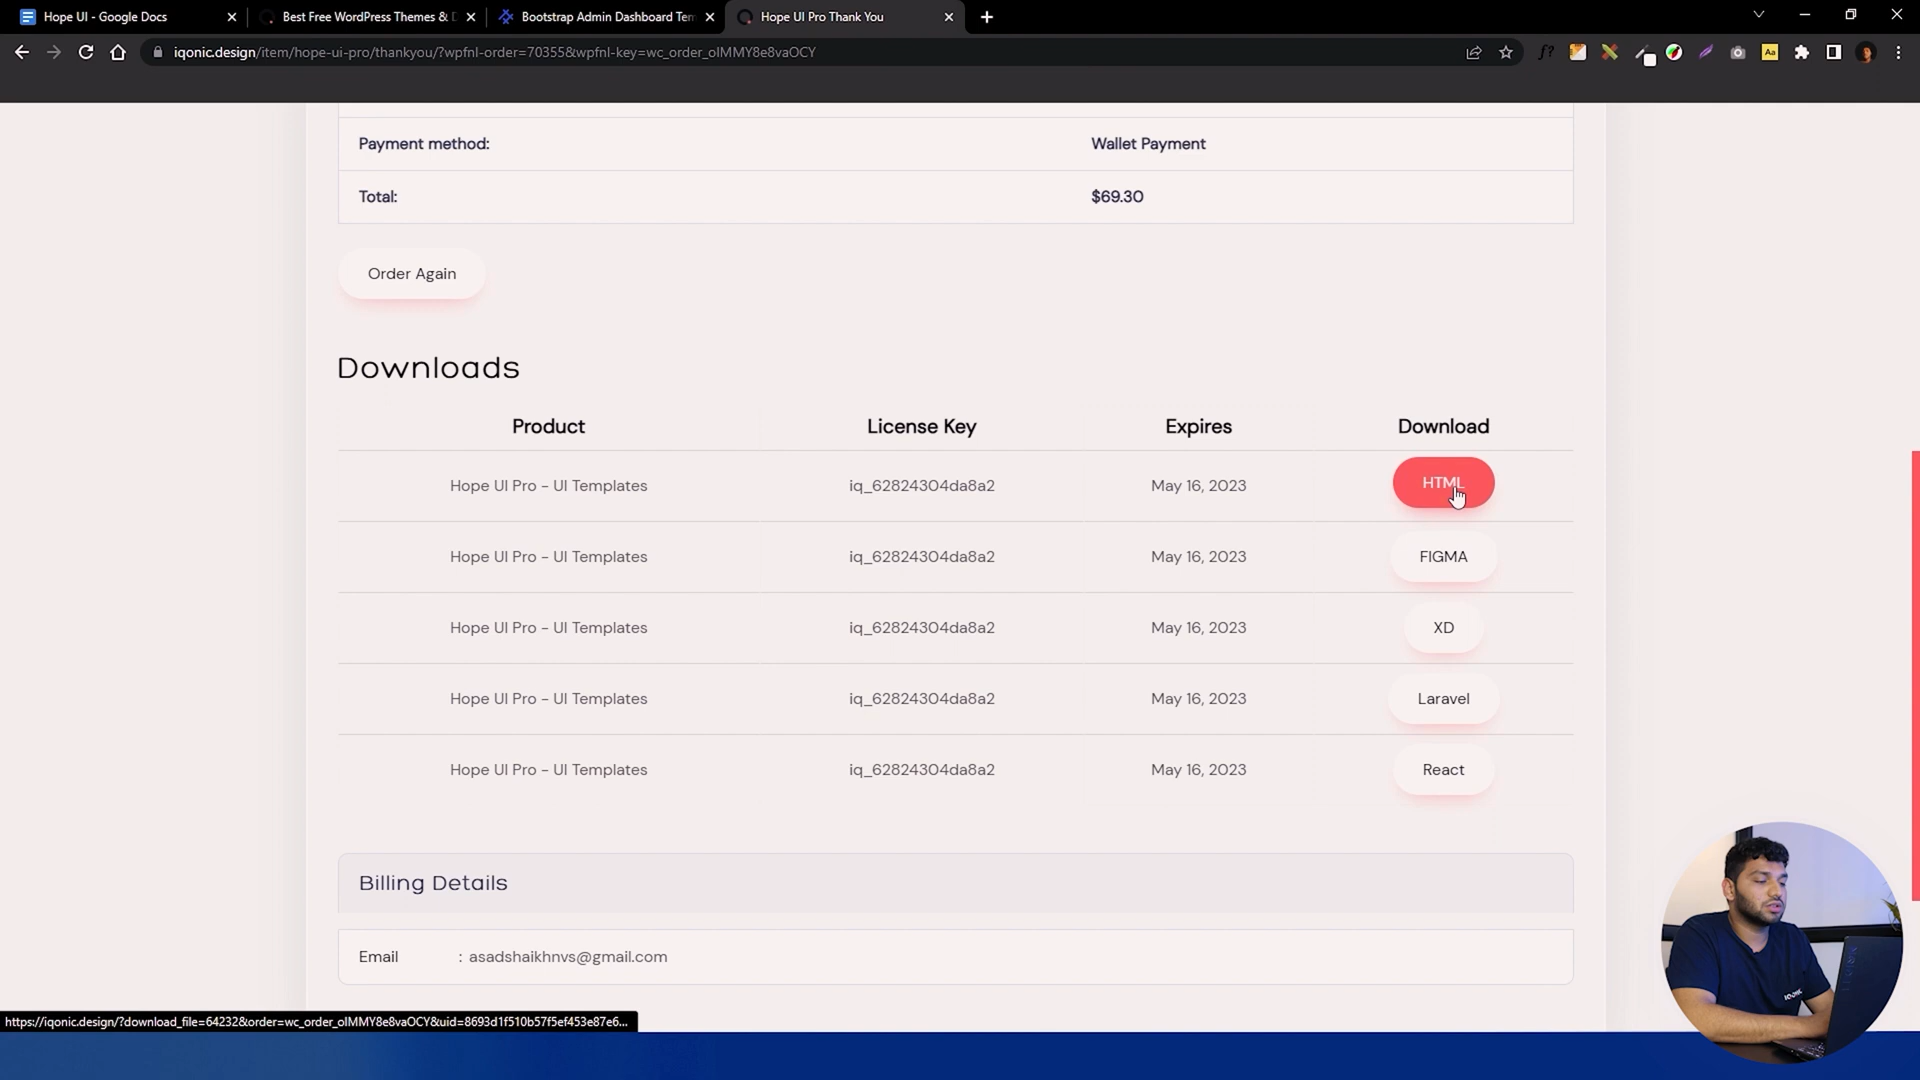 Hope UI - Google Docs
Best Free WordPress Themes & D
Bootstrap Admin Dashboard Tem
Hope UI Pro Thank You
iqonic.design/item/hope-ui-pro/thankyou/?wpfnl-order=70355&wpfnl-key=wc_order_oIMMY8e8vaOCY
Payment method: Wallet Payment
Total: $69.30
Order Again
Downloads
Product License Key Expires Download
Hope UI Pro - UI Templates iq_62824304da8a2 May 16, 2023 HTML
Hope UI Pro - UI Templates iq_62824304da8a2 May 16, 2023 FIGMA
Hope UI Pro - UI Templates iq_62824304da8a2 May 16, 2023 XD
Hope UI Pro - UI Templates iq_62824304da8a2 May 16, 2023 Laravel
Hope UI Pro - UI Templates iq_62824304da8a2 May 16, 2023 React
Billing Details
Email : asadshaikhnvs@gmail.com
https://iqonic.design/?download_file=64232&order=wc_order_oIMMY8e8vaOCY&uid=8693d1f510b57f5ef453e87e6...
IQONIC